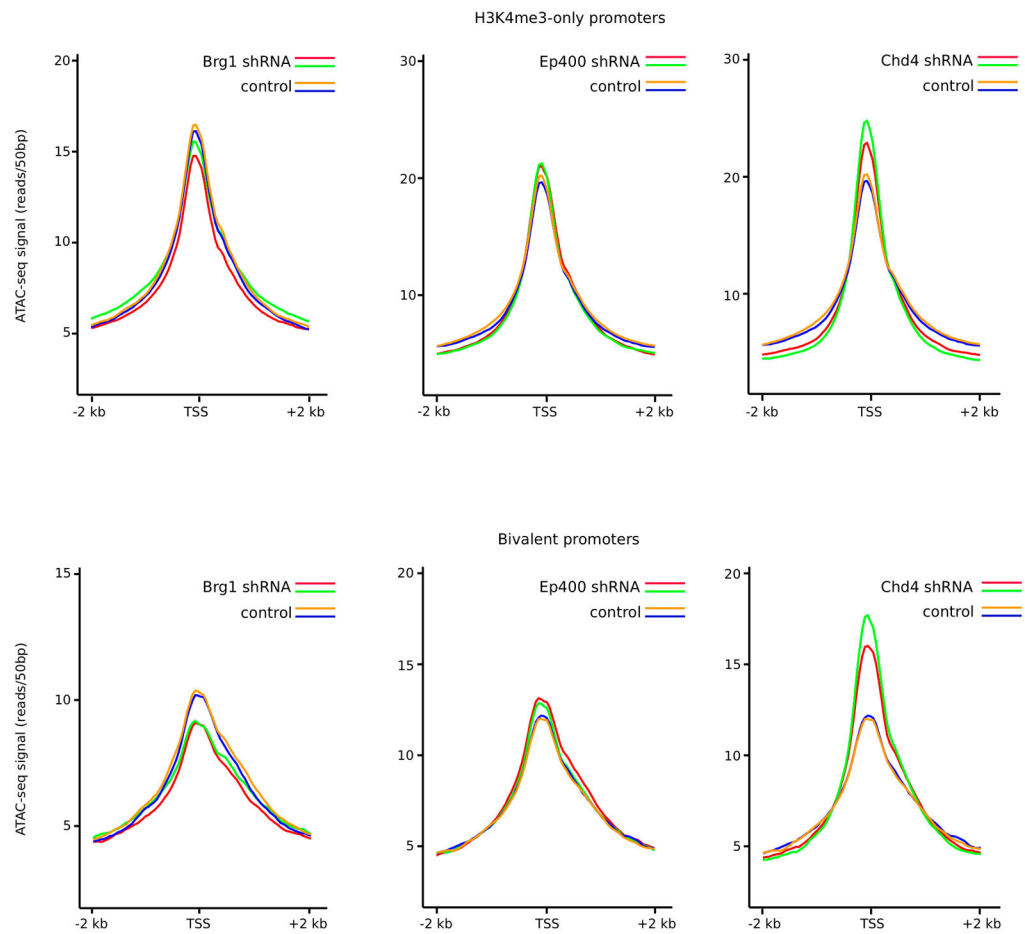 H3K4me3-only promoters
ATAC-seq signal (reads/50bp)
20
15
10
5
Brg1 shRNA
control
-2 kb
TSS
+2 kb
30
20
10
Ep400 shRNA
control
-2 kb
TSS
+2 kb
30
20
10
Chd4 shRNA
control
-2 kb
TSS
+2 kb
Bivalent promoters
ATAC-seq signal (reads/50bp)
15
10
5
Brg1 shRNA
control
-2 kb
TSS
+2 kb
20
15
10
5
Ep400 shRNA
control
-2 kb
TSS
+2 kb
20
15
10
5
Chd4 shRNA
control
-2 kb
TSS
+2 kb